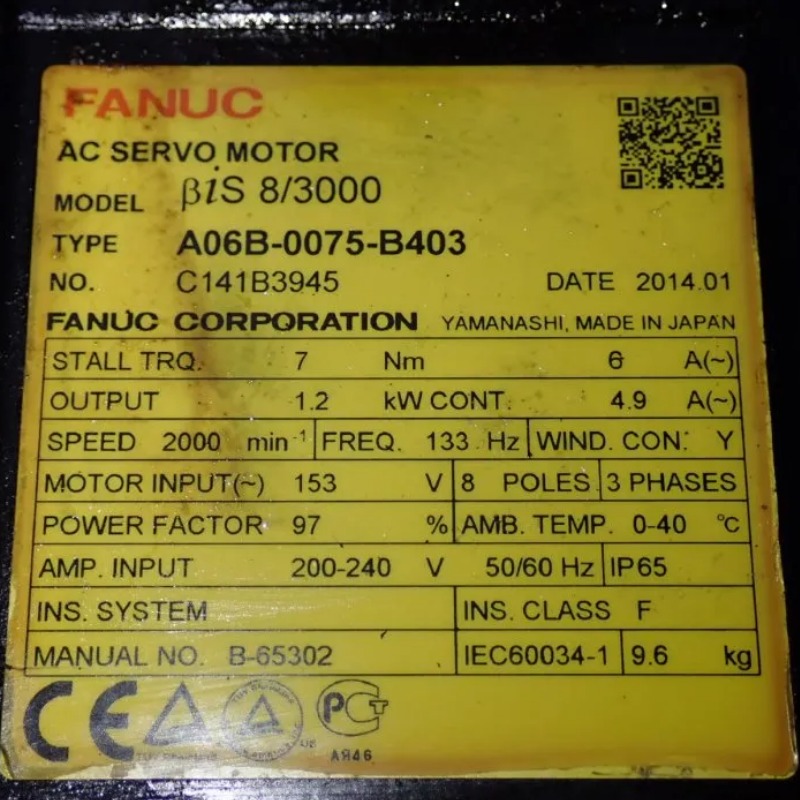 FANUC
AC SERVO MOTOR
MODEL βiS 8/3000
TYPE A06B-0075-B403
NO. C141B3945 DATE 2014.01
FANUC CORPORATION YAMANASHI, MADE IN JAPAN
STALL TRQ. 7 Nm 6 A(~)
OUTPUT 1.2 kW CONT. 4.9 A(~)
SPEED 2000 min⁻¹ FREQ. 133 Hz WIND. CON. Y
MOTOR INPUT(~) 153 V 8 POLES 3 PHASES
POWER FACTOR 97 % AMB. TEMP. 0-40 °C
AMP. INPUT 200-240 V 50/60 Hz IP65
INS. SYSTEM INS. CLASS F
MANUAL NO. B-65302 IEC60034-1 9.6 kg
CE PCT
АЯ46